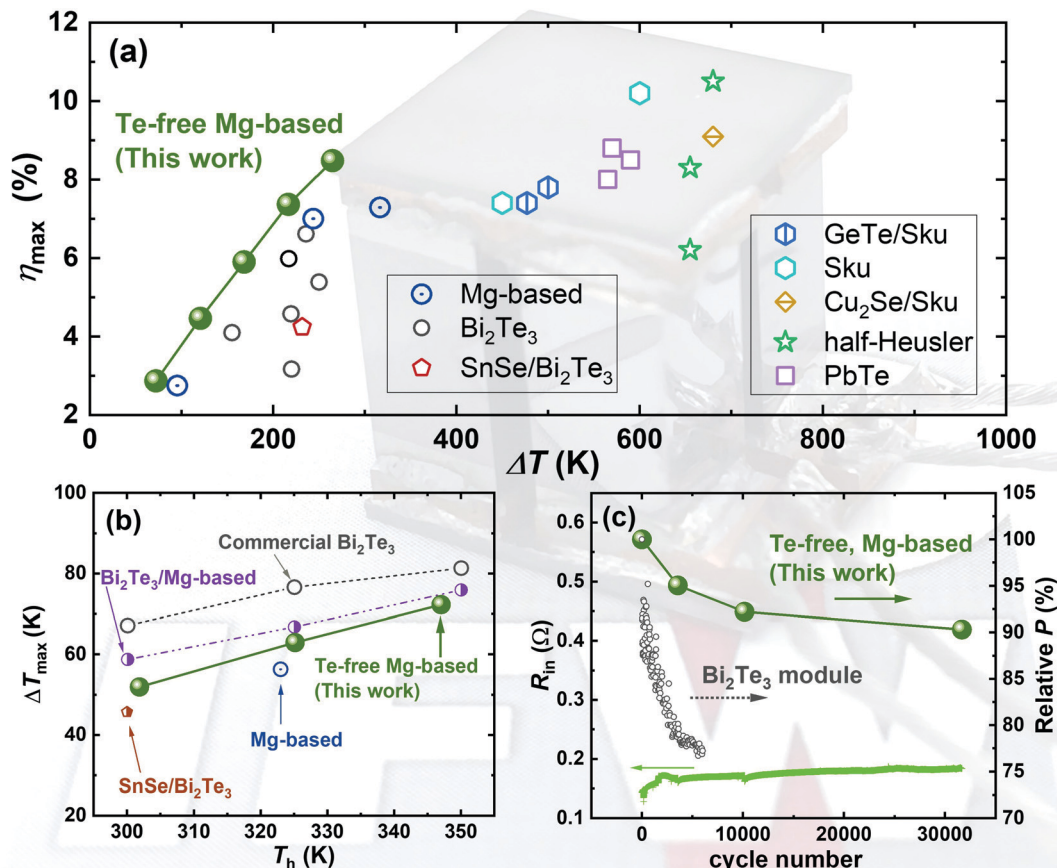 (a)
12
10
8
6
4
2
η_max (%)
Te-free Mg-based
(This work)
Mg-based
Bi₂Te₃
SnSe/Bi₂Te₃
GeTe/Sku
Sku
Cu₂Se/Sku
half-Heusler
PbTe
0
200
400
600
800
1000
ΔT (K)
(b)
100
80
60
40
20
ΔT_max (K)
Commercial Bi₂Te₃
Bi₂Te₃/Mg-based
Te-free Mg-based
(This work)
Mg-based
SnSe/Bi₂Te₃
300
310
320
330
340
350
T_h (K)
(c)
0.6
0.5
0.4
0.3
0.2
0.1
R_in (Ω)
Te-free, Mg-based
(This work)
Bi₂Te₃ module
105
100
95
90
85
80
75
70
Relative P (%)
0
10000
20000
30000
cycle number